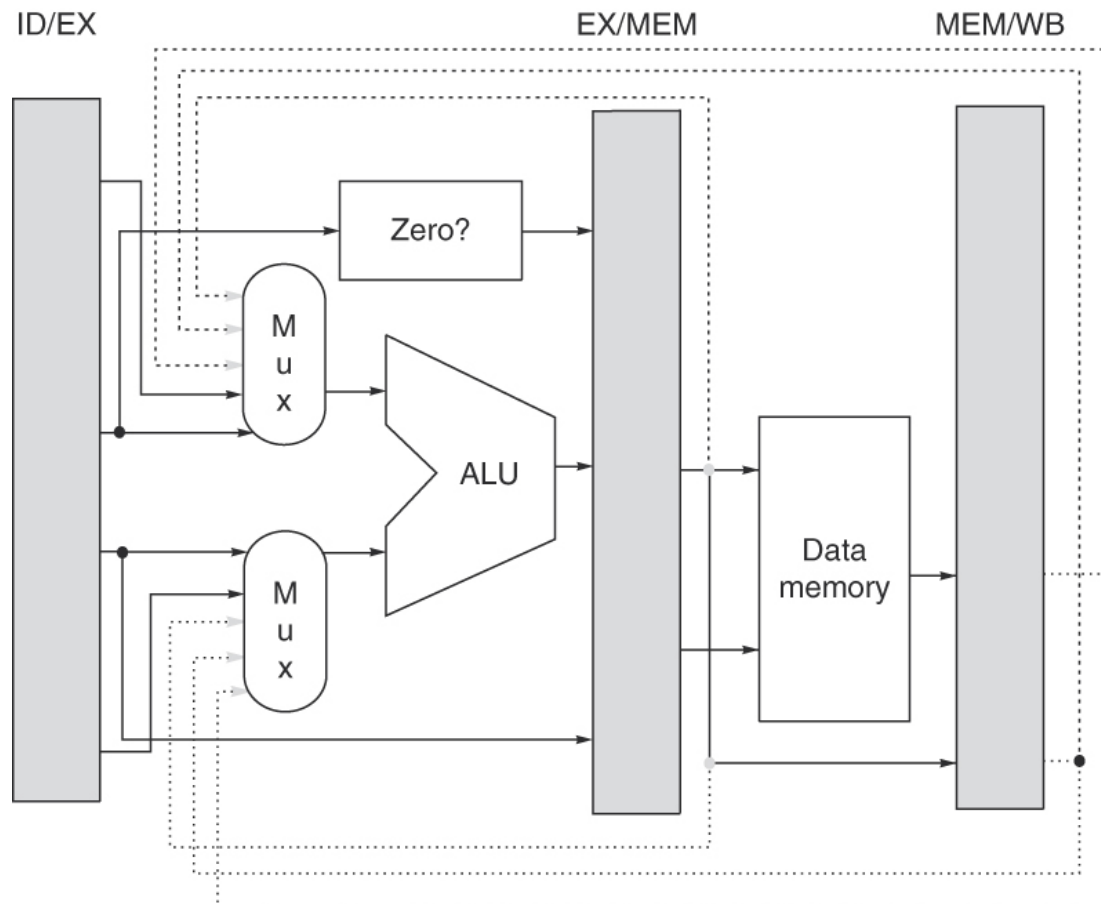 ID/EX
EX/MEM
MEM/WB
Zero?
M
u
x
ALU
M
u
x
Data
memory